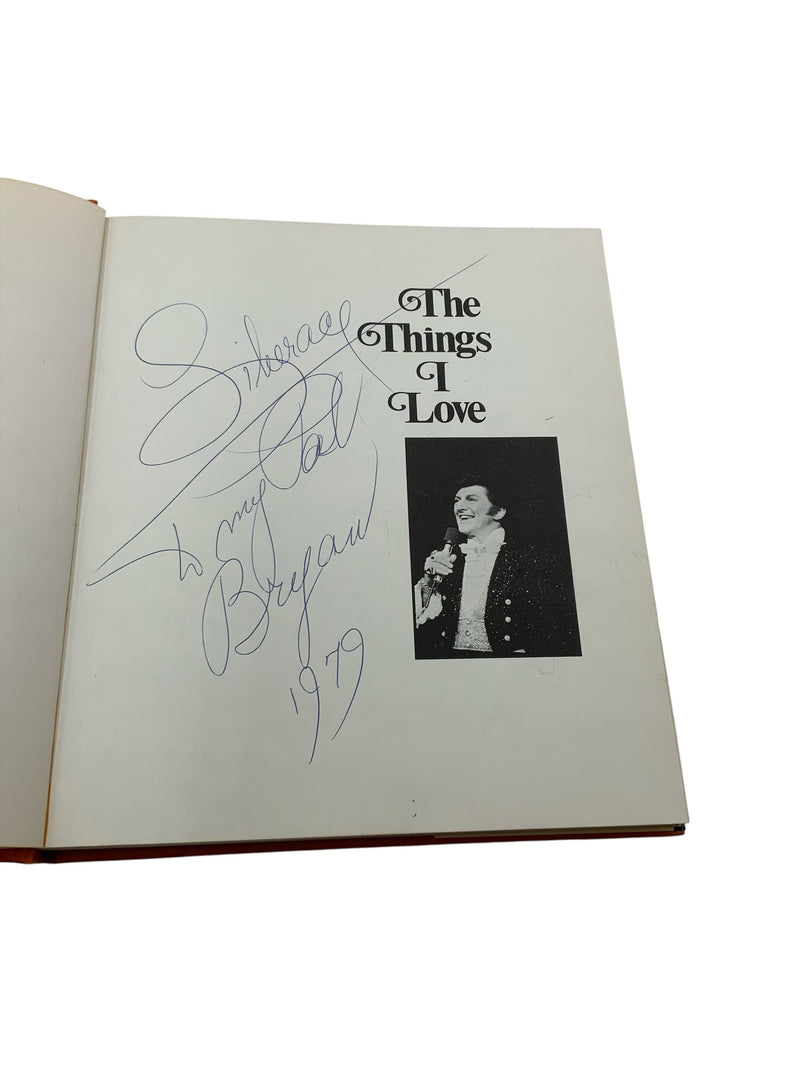 Liberace
To my Pal
Bryan
1979
The
Things
I
Love